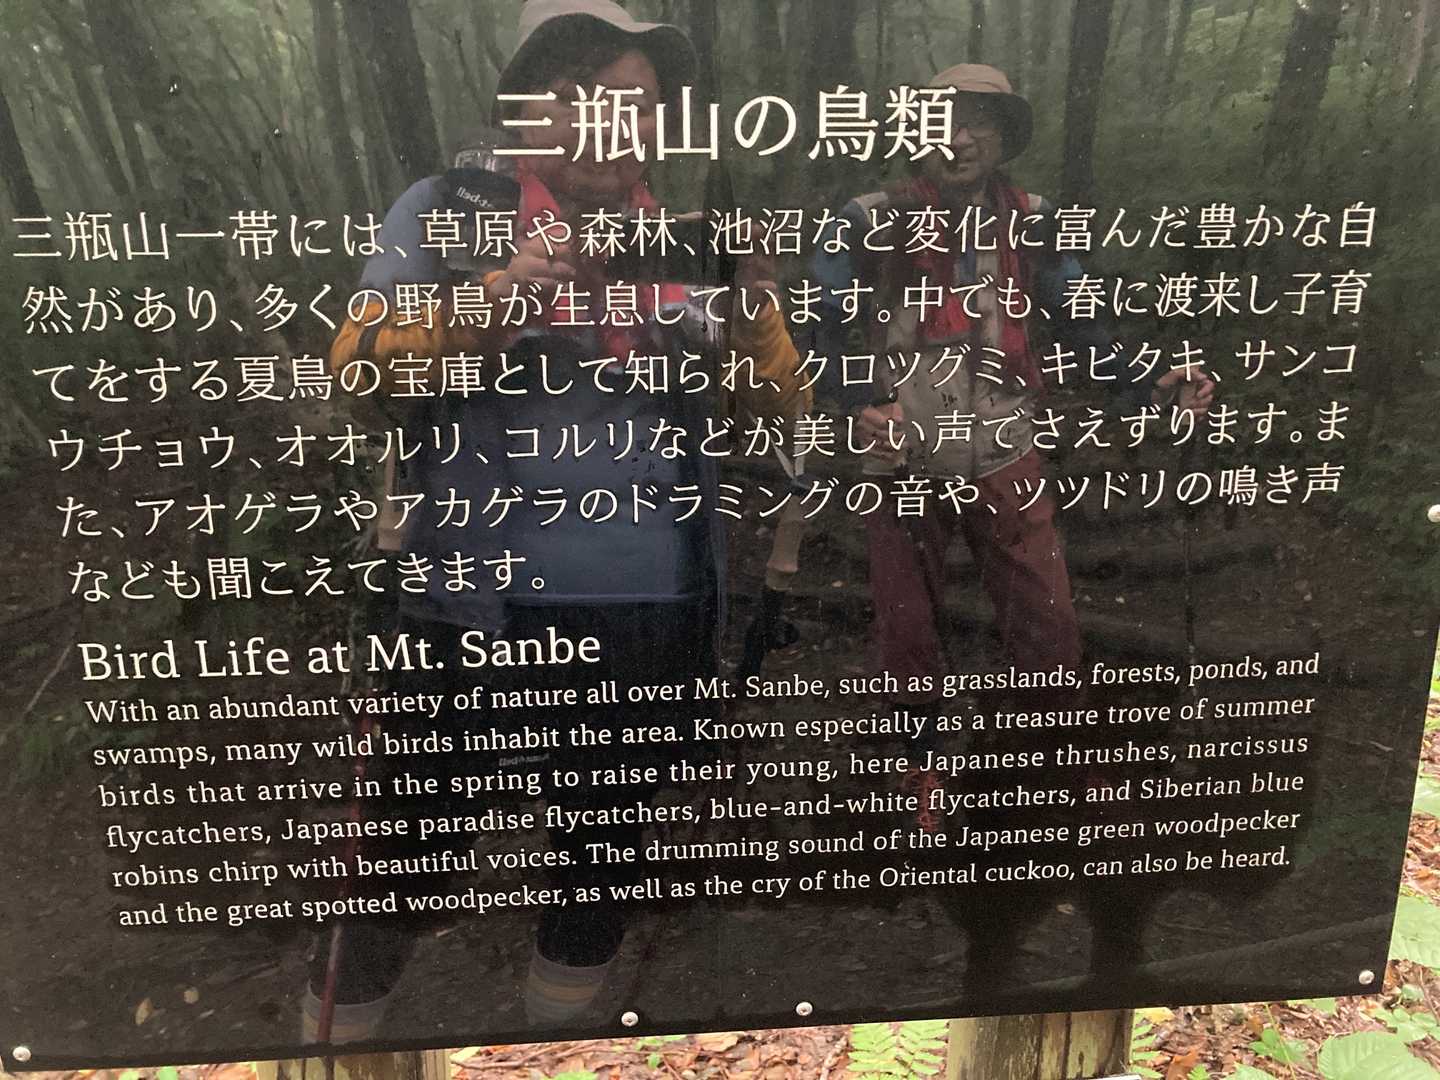 三瓶山の鳥類
三瓶山一帯には、草原や森林、池沼など変化に富んだ豊かな自
然があり、多くの野鳥が生息しています。中でも、春に渡来し子育
てをする夏鳥の宝庫として知られ、クロツグミ、キビタキ、サンコ
ウチョウ、オオルリ、コルリなどが美しい声でさえずります。ま
た、アオゲラやアカゲラのドラミングの音や、ツツドリの鳴き声
なども聞こえてきます。
Bird Life at Mt. Sanbe
With an abundant variety of nature all over Mt. Sanbe, such as grasslands, forests, ponds, and
swamps, many wild birds inhabit the area. Known especially as a treasure trove of summer
birds that arrive in the spring to raise their young, here Japanese thrushes, narcissus
flycatchers, Japanese paradise flycatchers, blue-and-white flycatchers, and Siberian blue
robins chirp with beautiful voices. The drumming sound of the Japanese green woodpecker
and the great spotted woodpecker, as well as the cry of the Oriental cuckoo, can also be heard.